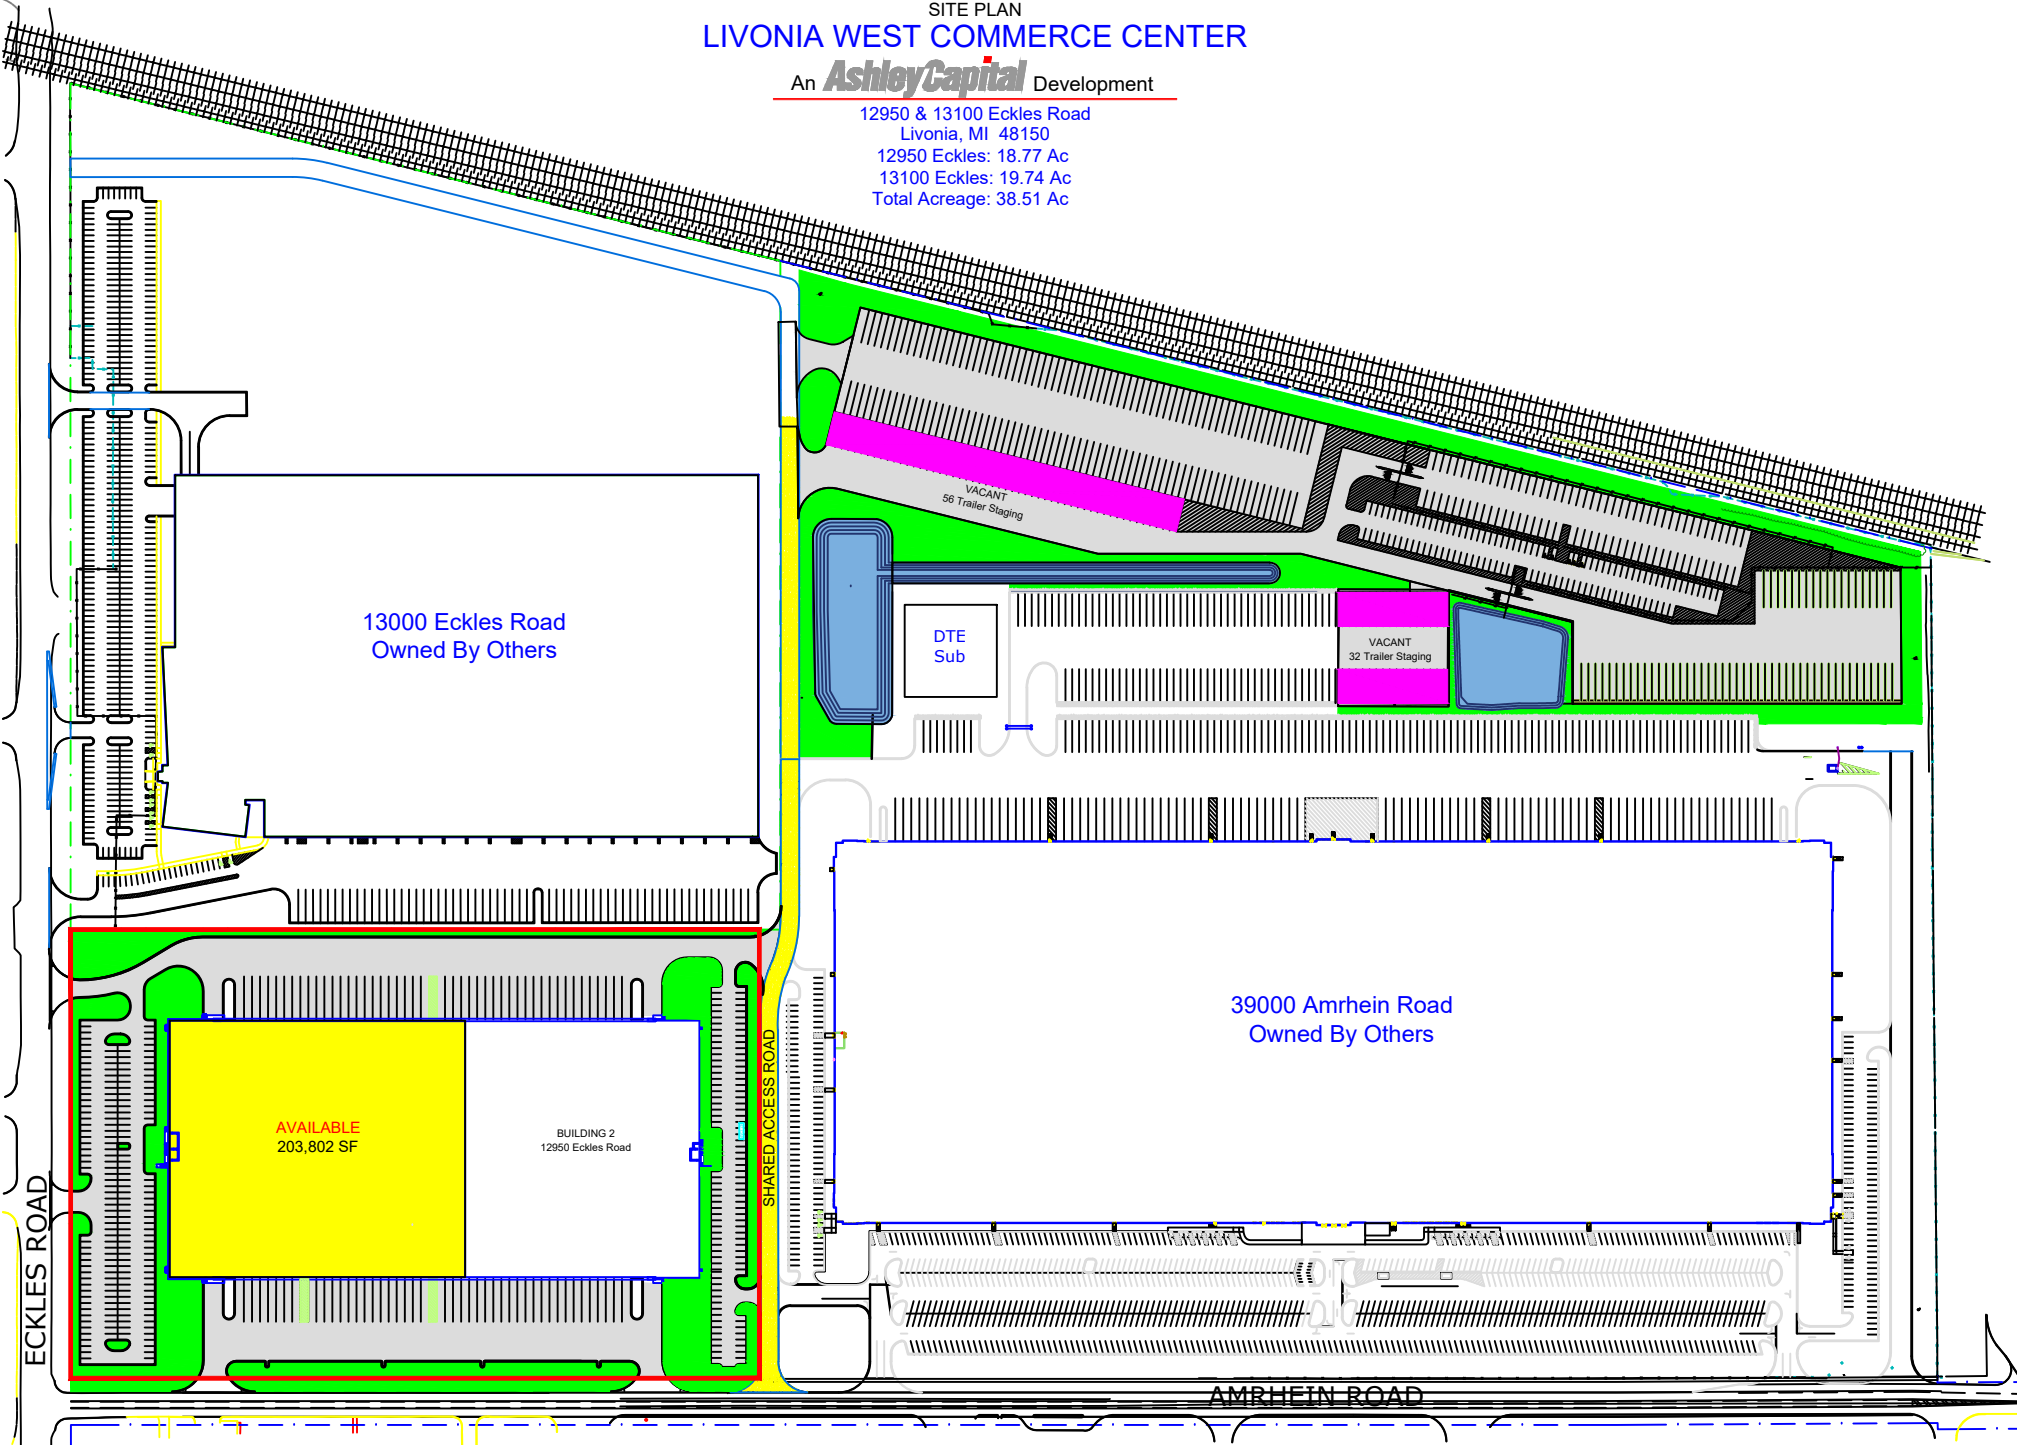 SITE PLAN
LIVONIA WEST COMMERCE CENTER
An AshleyCapital Development
12950 & 13100 Eckles Road
Livonia, MI 48150
12950 Eckles: 18.77 Ac
13100 Eckles: 19.74 Ac
Total Acreage: 38.51 Ac
VACANT
56 Trailer Staging
13000 Eckles Road
Owned By Others
DTE
Sub
VACANT
32 Trailer Staging
39000 Amrhein Road
Owned By Others
AVAILABLE
203,802 SF
BUILDING 2
12950 Eckles Road
SHARED ACCESS ROAD
ECKLES ROAD
AMRHEIN ROAD